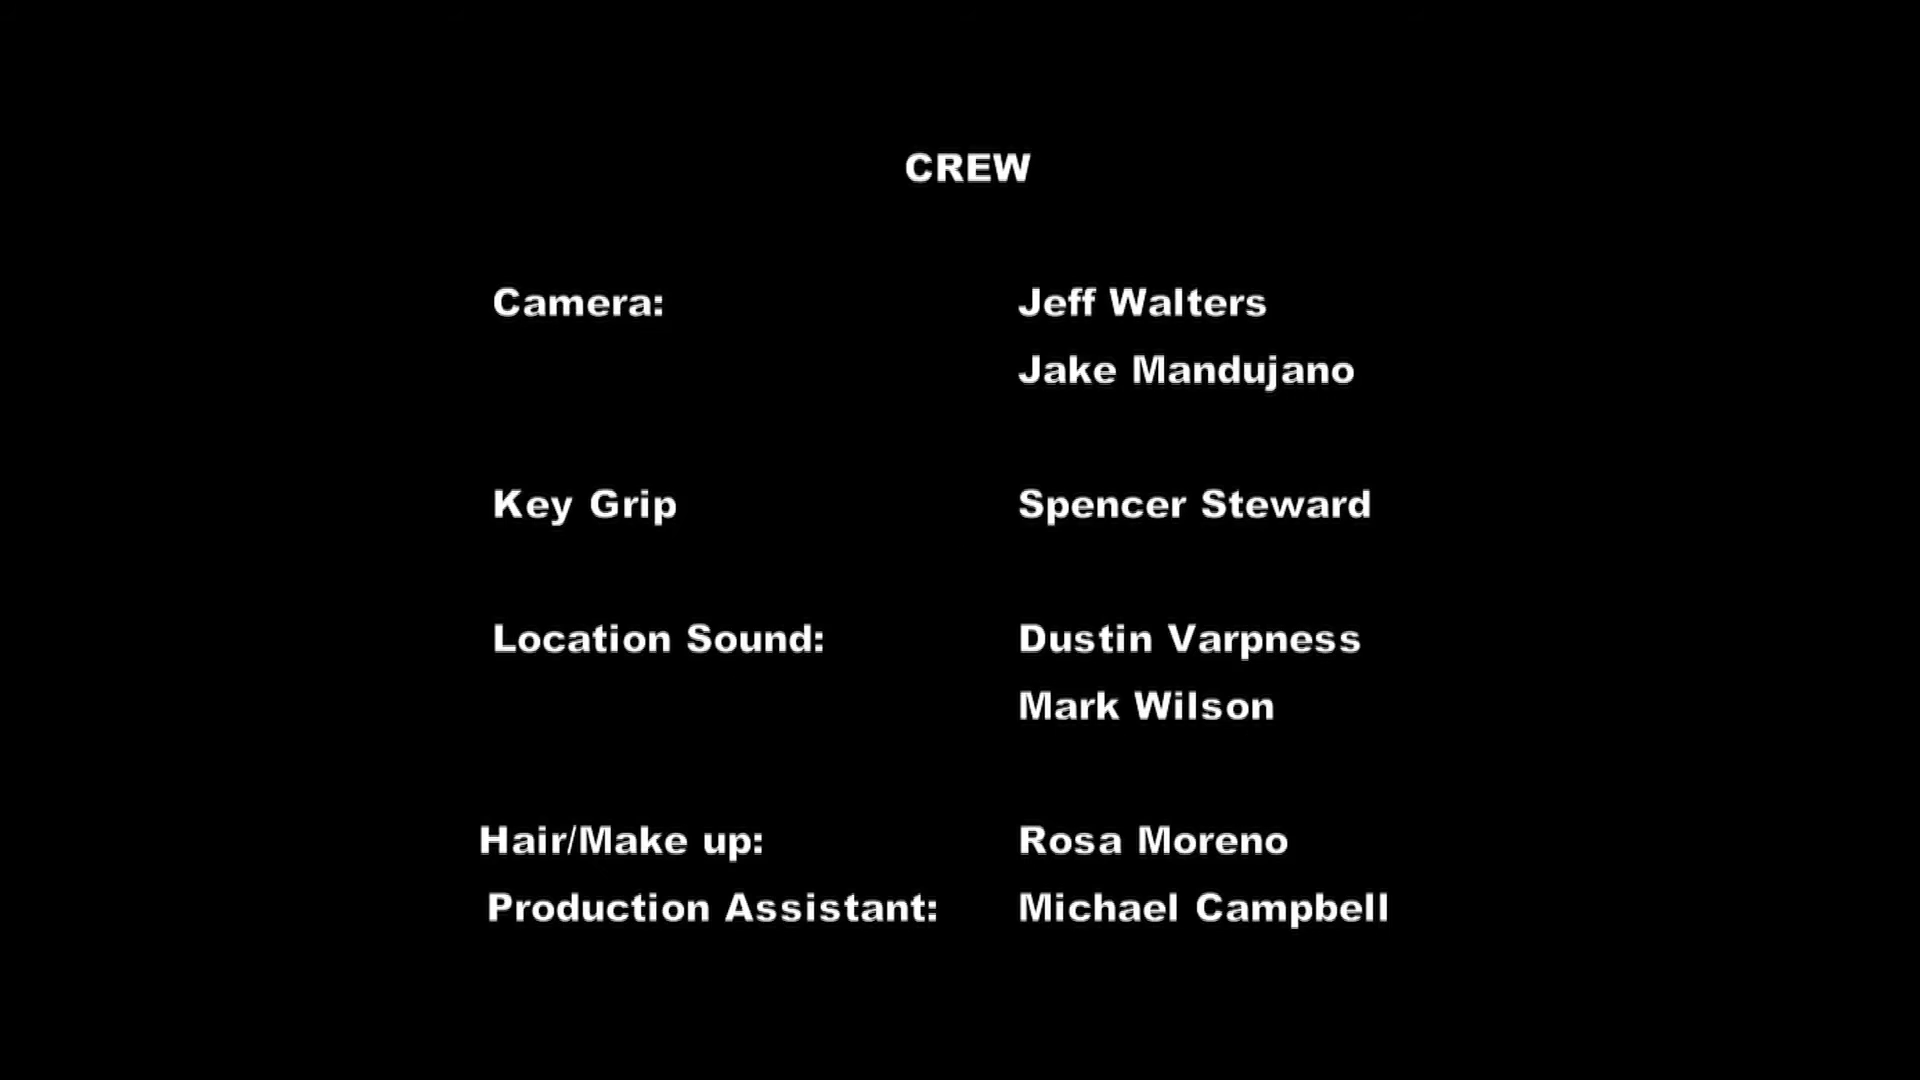 CREW
Camera: Jeff Walters
Jake Mandujano
Key Grip Spencer Steward
Location Sound: Dustin Varpness
Mark Wilson
Hair/Make up: Rosa Moreno
Production Assistant: Michael Campbell